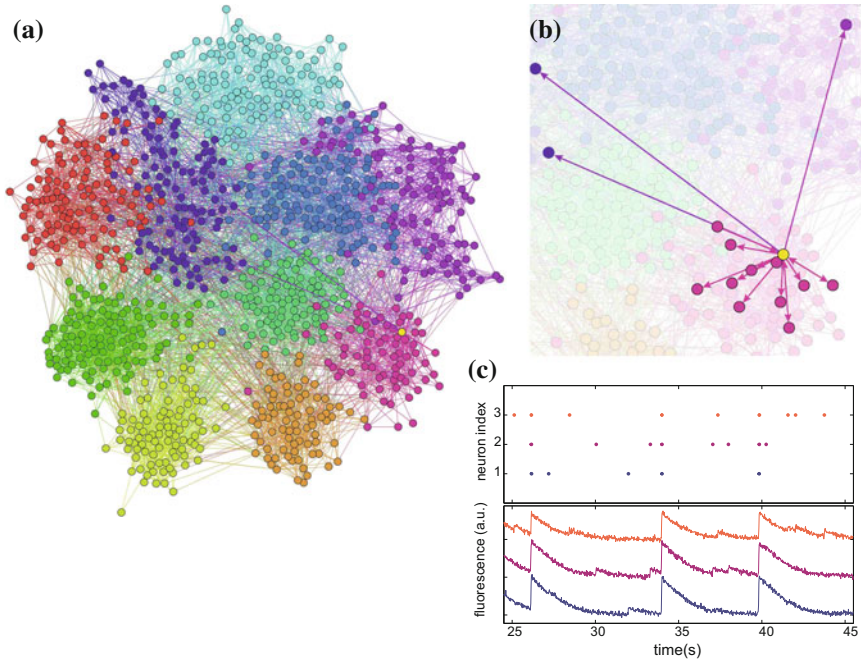 (a)
(b)
(c)
neuron index
3
2
1
fluorescence (a.u.)
25 30 35 40 45
time(s)